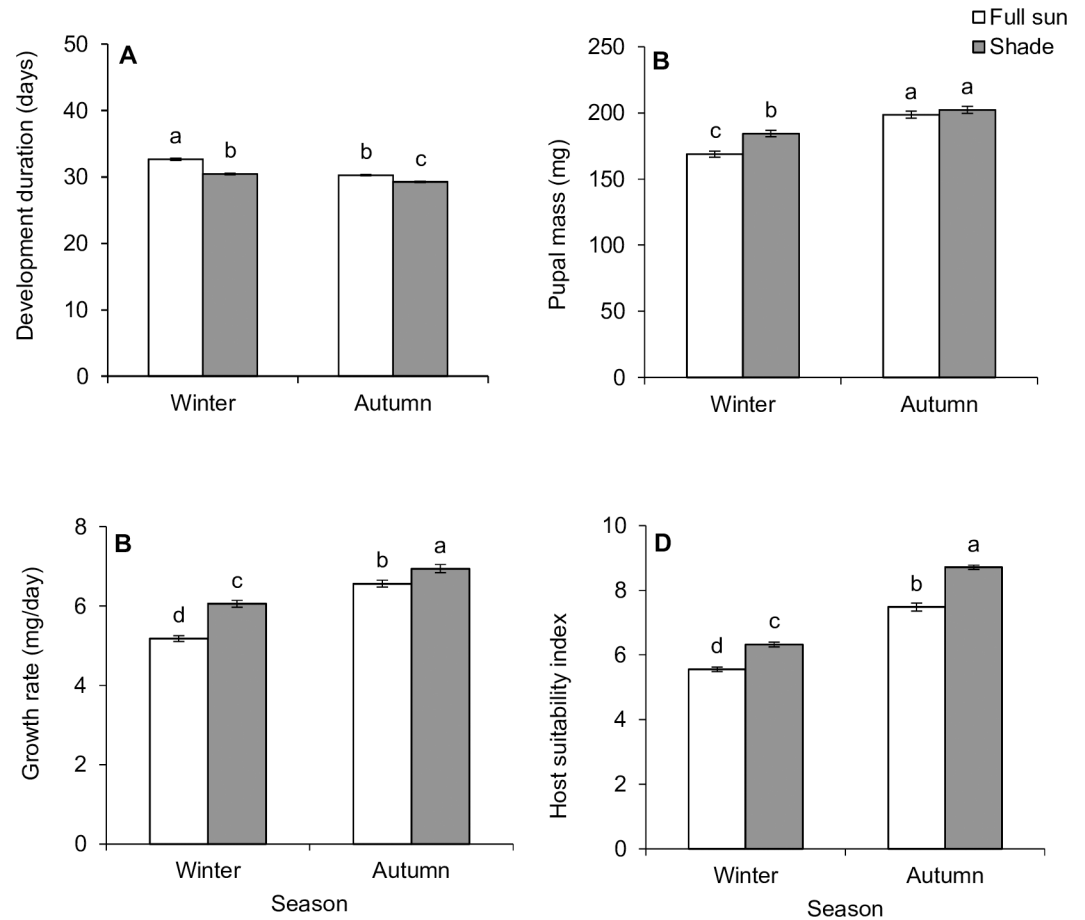 Full sun
Shade
A
Development duration (days)
50
40
30
20
10
0
a
b
b
c
Winter
Autumn
B
Pupal mass (mg)
250
200
150
100
50
0
c
b
a
a
Winter
Autumn
B
Growth rate (mg/day)
8
6
4
2
0
d
c
b
a
Winter
Autumn
Season
D
Host suitability index
10
8
6
4
2
0
d
c
b
a
Winter
Autumn
Season